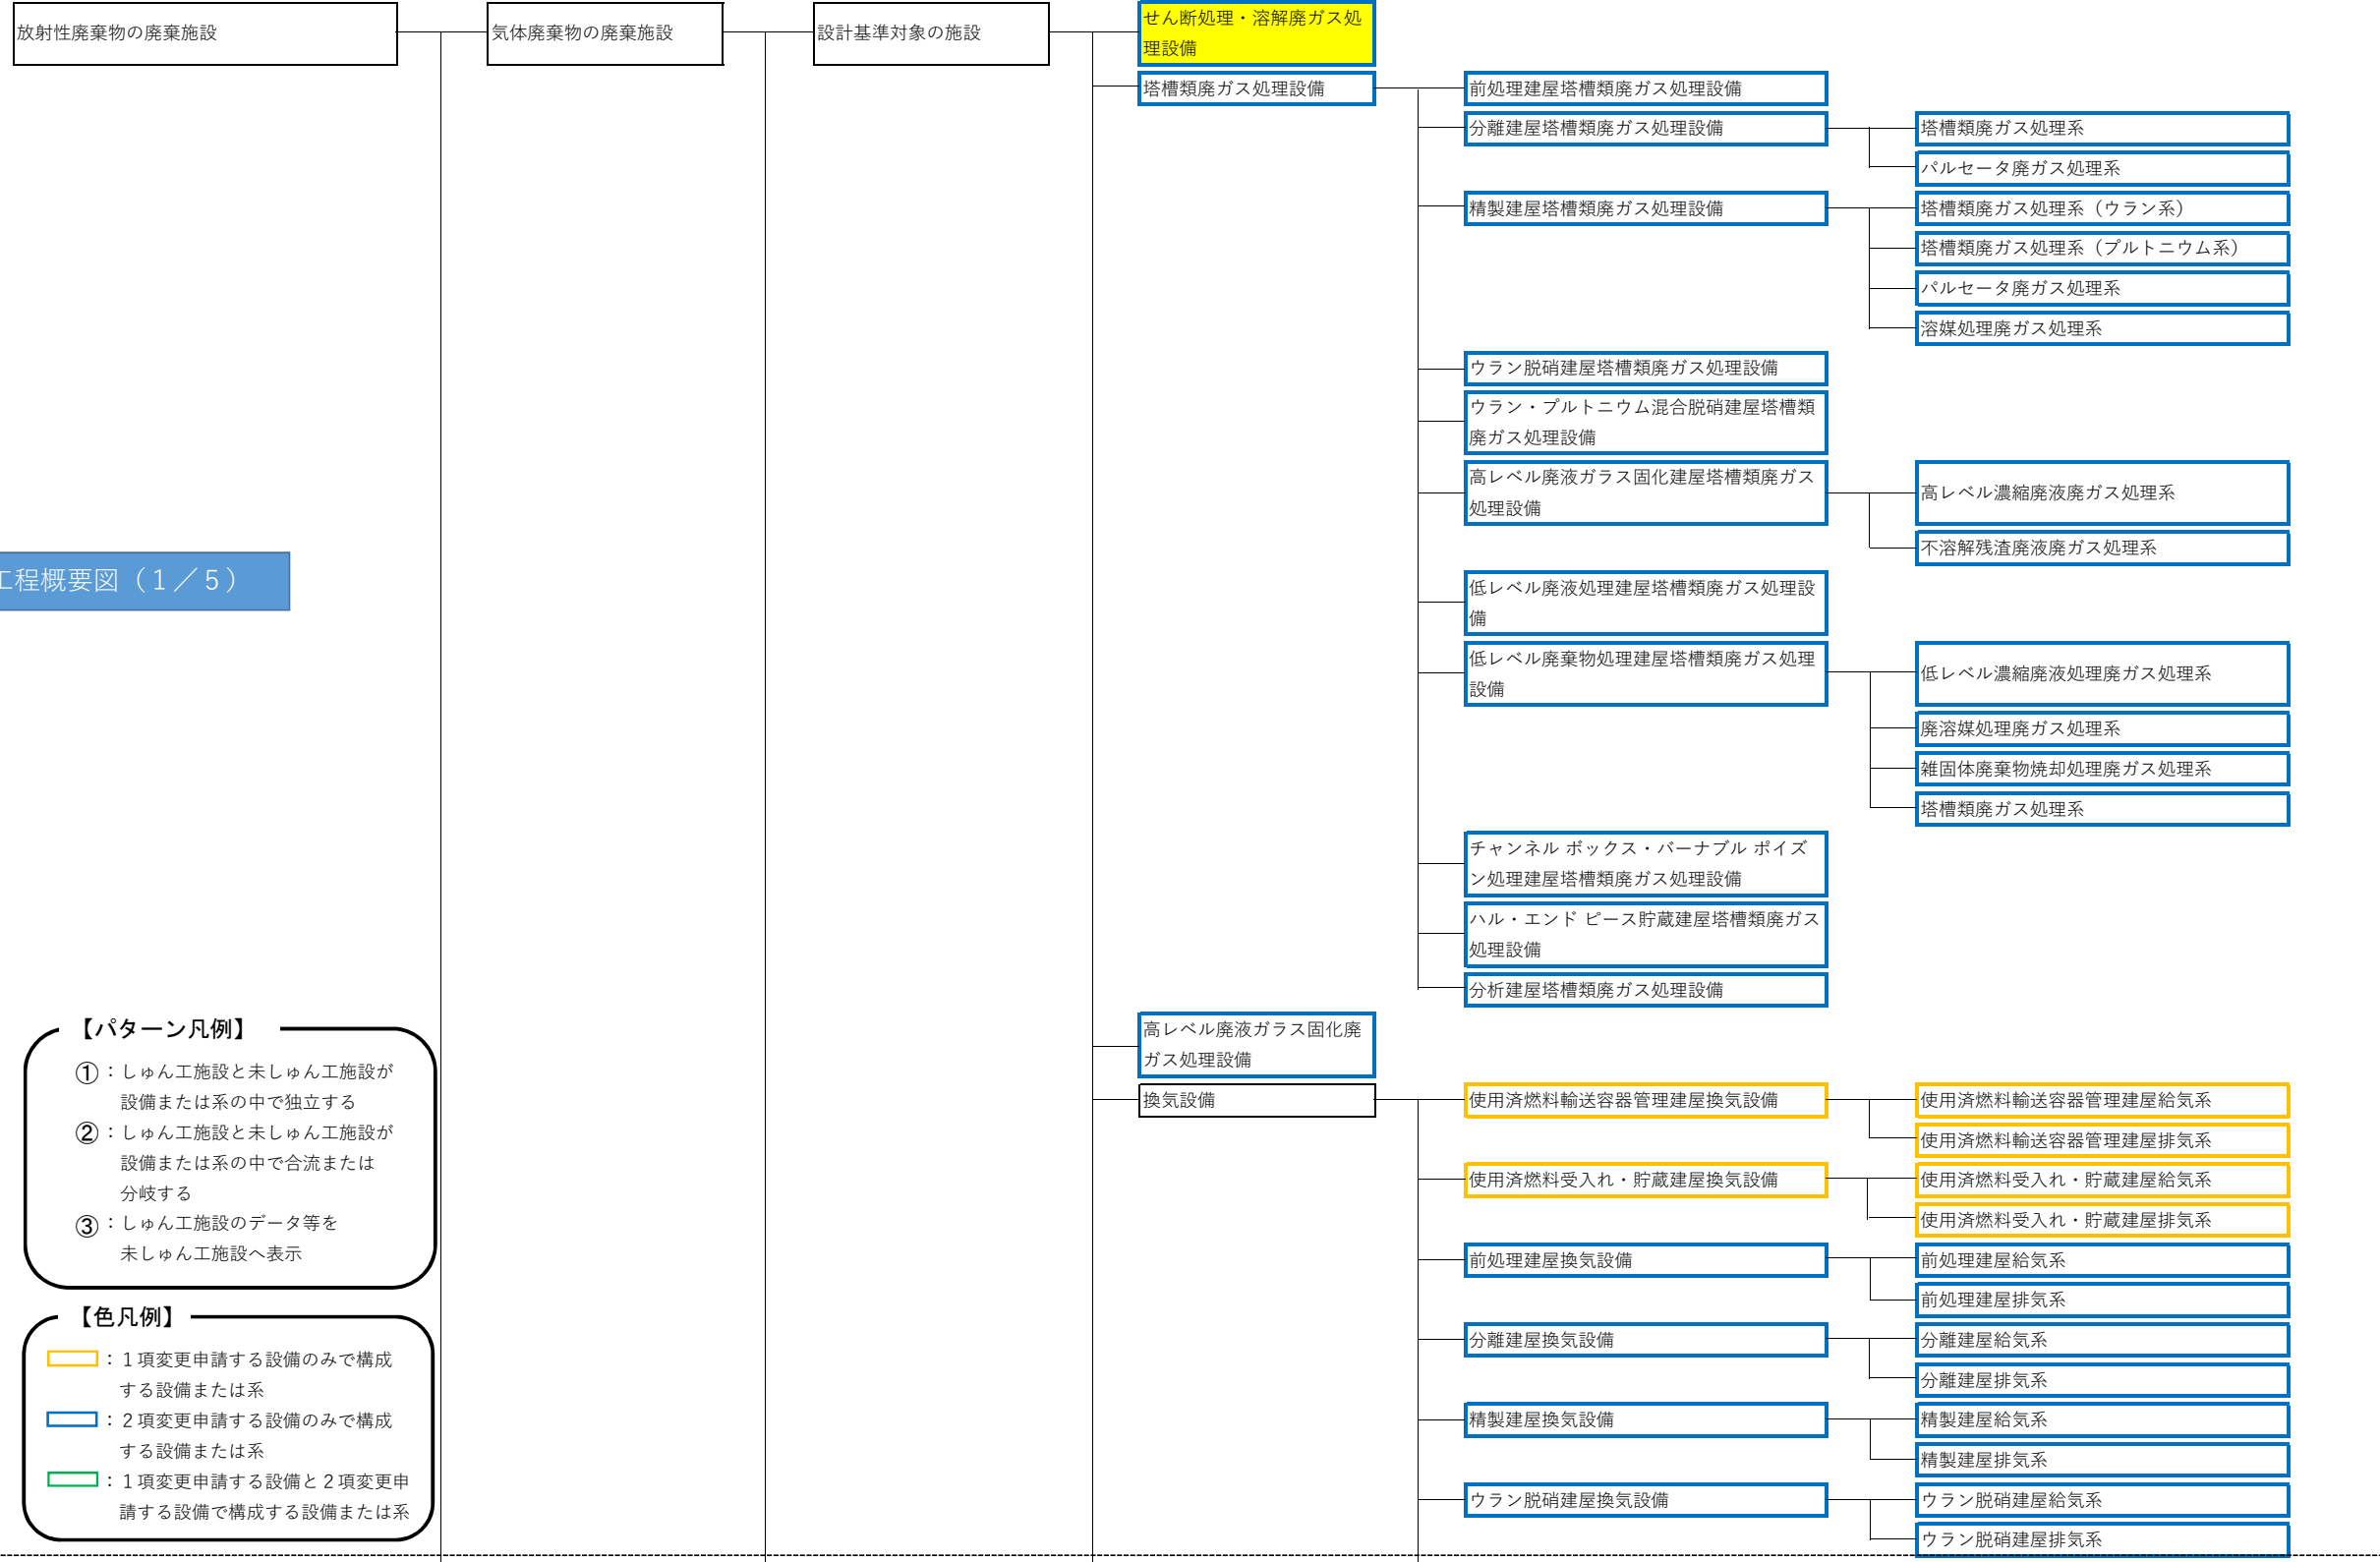 放射性廃棄物の廃棄施設
気体廃棄物の廃棄施設
設計基準対象の施設
せん断処理・溶解廃ガス処
理設備
塔槽類廃ガス処理設備
前処理建屋塔槽類廃ガス処理設備
分離建屋塔槽類廃ガス処理設備
塔槽類廃ガス処理系
パルセータ廃ガス処理系
精製建屋塔槽類廃ガス処理設備
塔槽類廃ガス処理系（ウラン系）
塔槽類廃ガス処理系（プルトニウム系）
パルセータ廃ガス処理系
溶媒処理廃ガス処理系
ウラン脱硝建屋塔槽類廃ガス処理設備
ウラン・プルトニウム混合脱硝建屋塔槽類
廃ガス処理設備
高レベル廃液ガラス固化建屋塔槽類廃ガス
処理設備
高レベル濃縮廃液廃ガス処理系
不溶解残渣廃液廃ガス処理系
工程概要図（１／５）
低レベル廃液処理建屋塔槽類廃ガス処理設
備
低レベル廃棄物処理建屋塔槽類廃ガス処理
設備
低レベル濃縮廃液処理廃ガス処理系
廃溶媒処理廃ガス処理系
雑固体廃棄物焼却処理廃ガス処理系
塔槽類廃ガス処理系
チャンネル ボックス・バーナブル ポイズ
ン処理建屋塔槽類廃ガス処理設備
ハル・エンド ピース貯蔵建屋塔槽類廃ガス
処理設備
分析建屋塔槽類廃ガス処理設備
高レベル廃液ガラス固化廃
ガス処理設備
換気設備
使用済燃料輸送容器管理建屋換気設備
使用済燃料輸送容器管理建屋給気系
使用済燃料輸送容器管理建屋排気系
使用済燃料受入れ・貯蔵建屋換気設備
使用済燃料受入れ・貯蔵建屋給気系
使用済燃料受入れ・貯蔵建屋排気系
前処理建屋換気設備
前処理建屋給気系
前処理建屋排気系
分離建屋換気設備
分離建屋給気系
分離建屋排気系
精製建屋換気設備
精製建屋給気系
精製建屋排気系
ウラン脱硝建屋換気設備
ウラン脱硝建屋給気系
ウラン脱硝建屋排気系
【パターン凡例】
①：しゅん工施設と未しゅん工施設が
設備または系の中で独立する
②：しゅん工施設と未しゅん工施設が
設備または系の中で合流または
分岐する
③：しゅん工施設のデータ等を
未しゅん工施設へ表示
【色凡例】
：１項変更申請する設備のみで構成
する設備または系
：２項変更申請する設備のみで構成
する設備または系
：１項変更申請する設備と２項変更申
請する設備で構成する設備または系